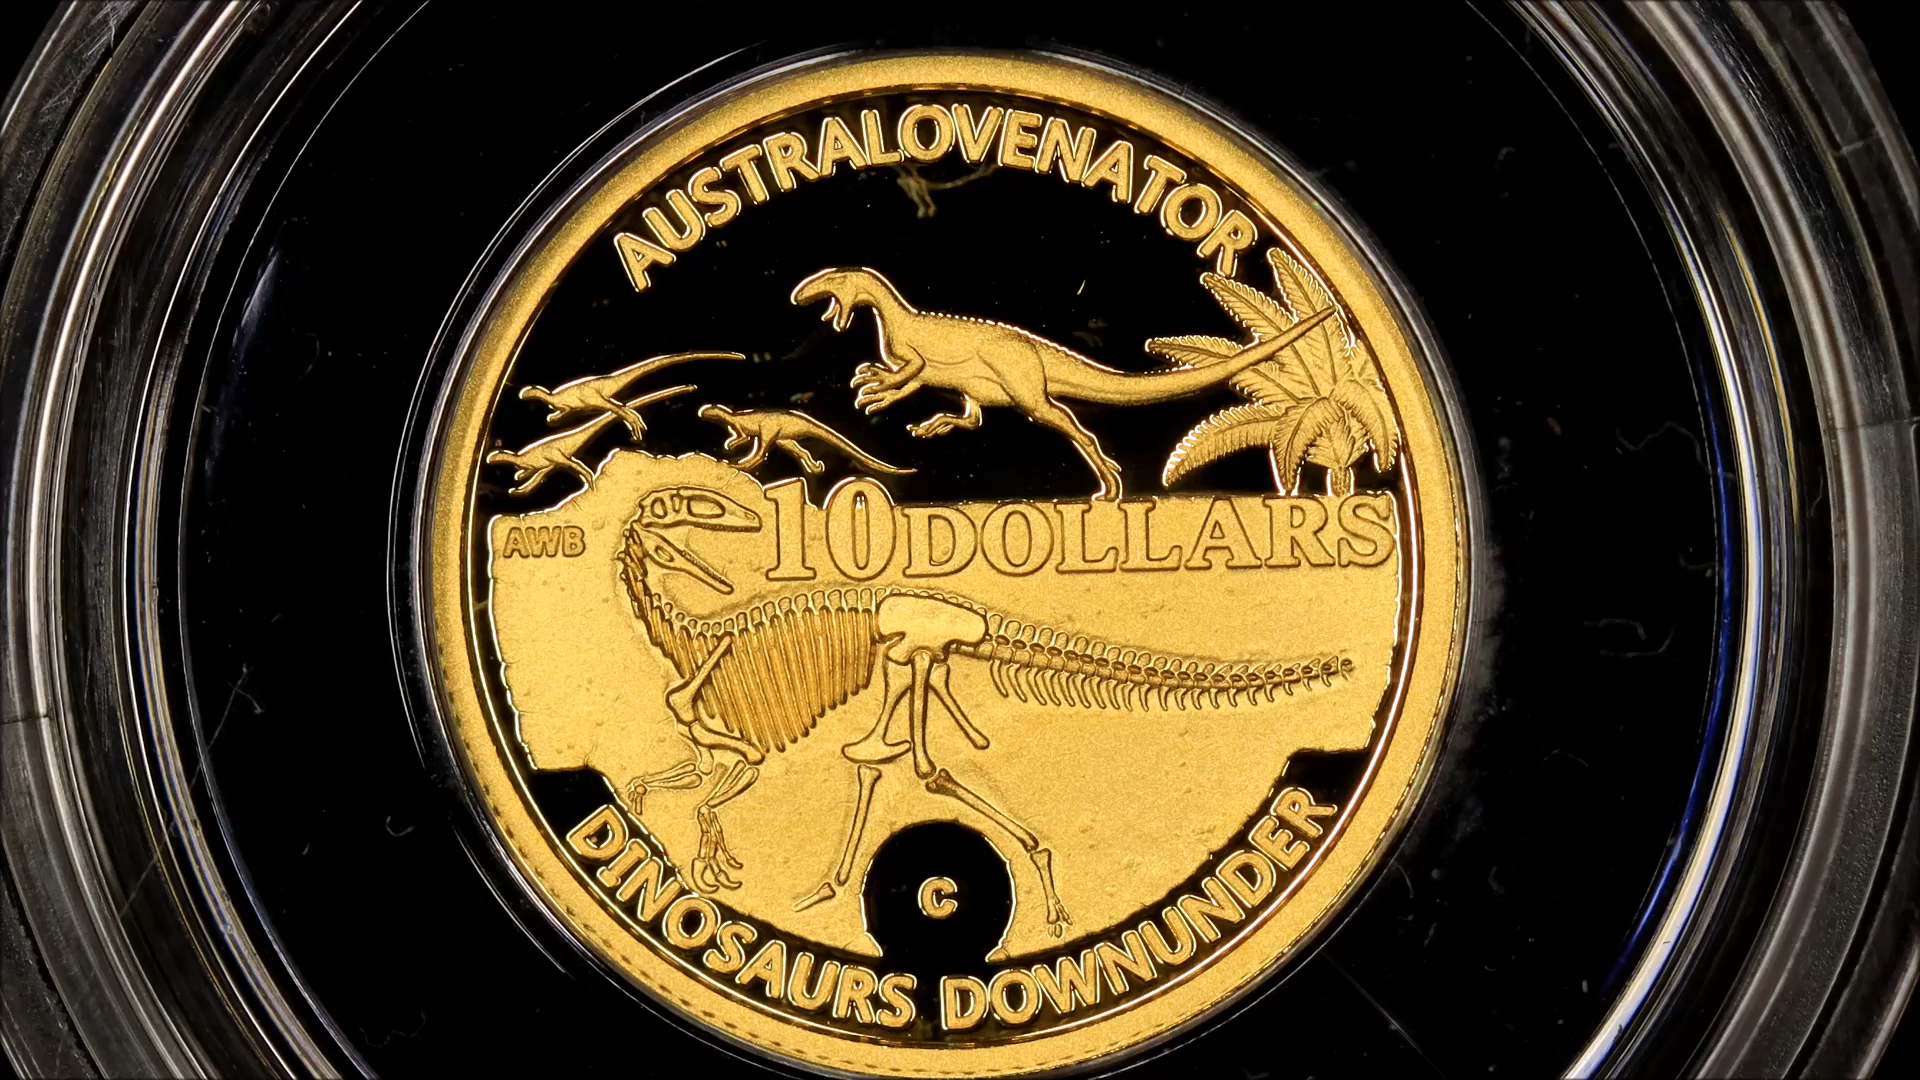 AUSTRALOVENATOR
AWB
10 DOLLARS
C
DINOSAURS DOWNUNDER